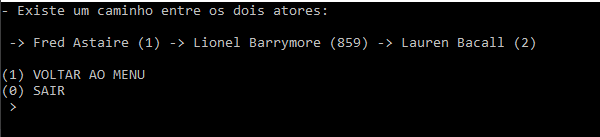 - Existe um caminho entre os dois atores:
-> Fred Astaire (1) -> Lionel Barrymore (859) -> Lauren Bacall (2)
(1) VOLTAR AO MENU
(0) SAIR
>